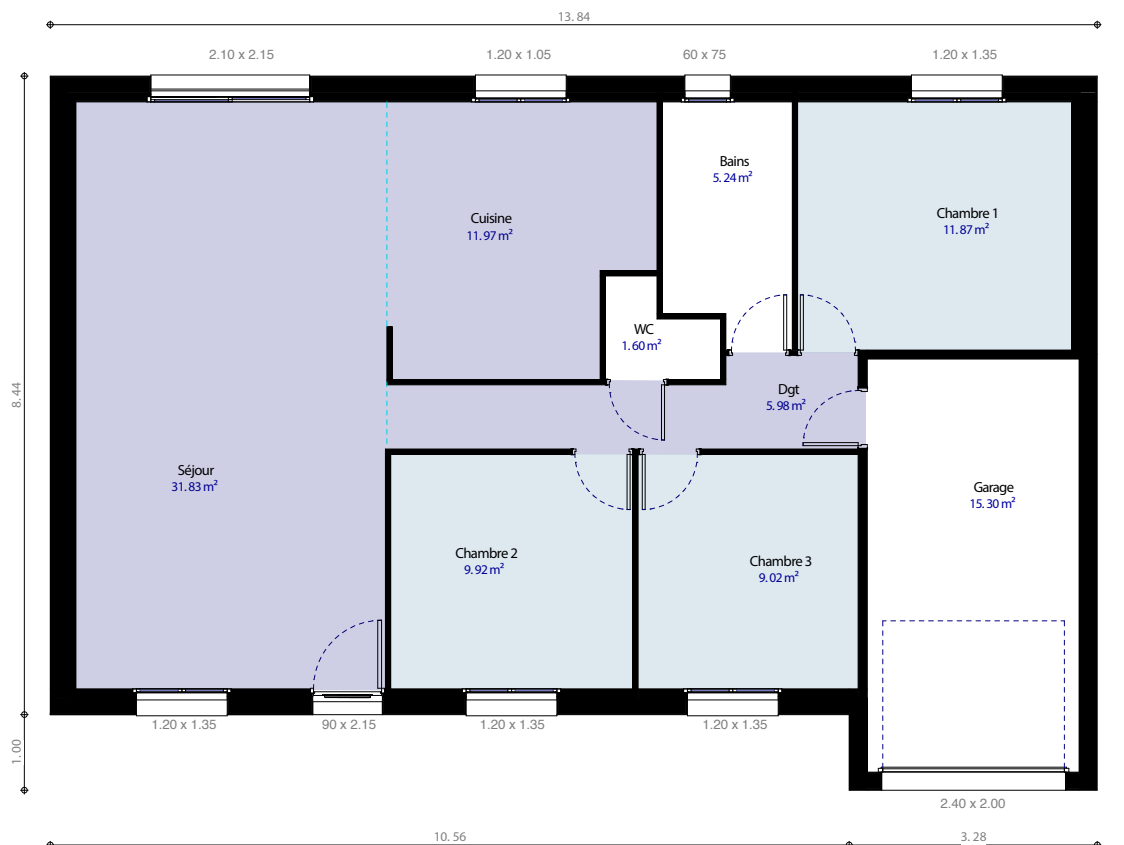 13. 84
2.10 x 2.15
1.20 x 1.05
60 x 75
1.20 x 1.35
Bains
5. 24 m²
Cuisine
11. 97 m²
Chambre 1
11. 87 m²
WC
1. 60 m²
Dgt
5. 98 m²
8. 44
Séjour
31. 83 m²
Garage
15. 30 m²
Chambre 2
9. 92 m²
Chambre 3
9. 02 m²
1.20 x 1.35
90 x 2.15
1.20 x 1.35
1.20 x 1.35
1. 00
2.40 x 2.00
10. 56
3. 28